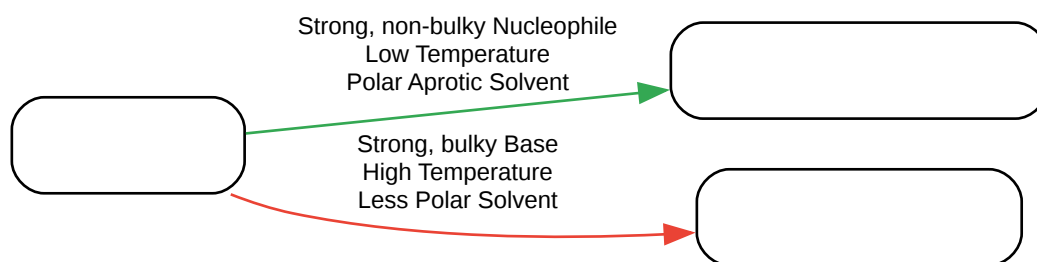 Strong, non-bulky Nucleophile
Low Temperature
Polar Aprotic Solvent
Strong, bulky Base
High Temperature
Less Polar Solvent